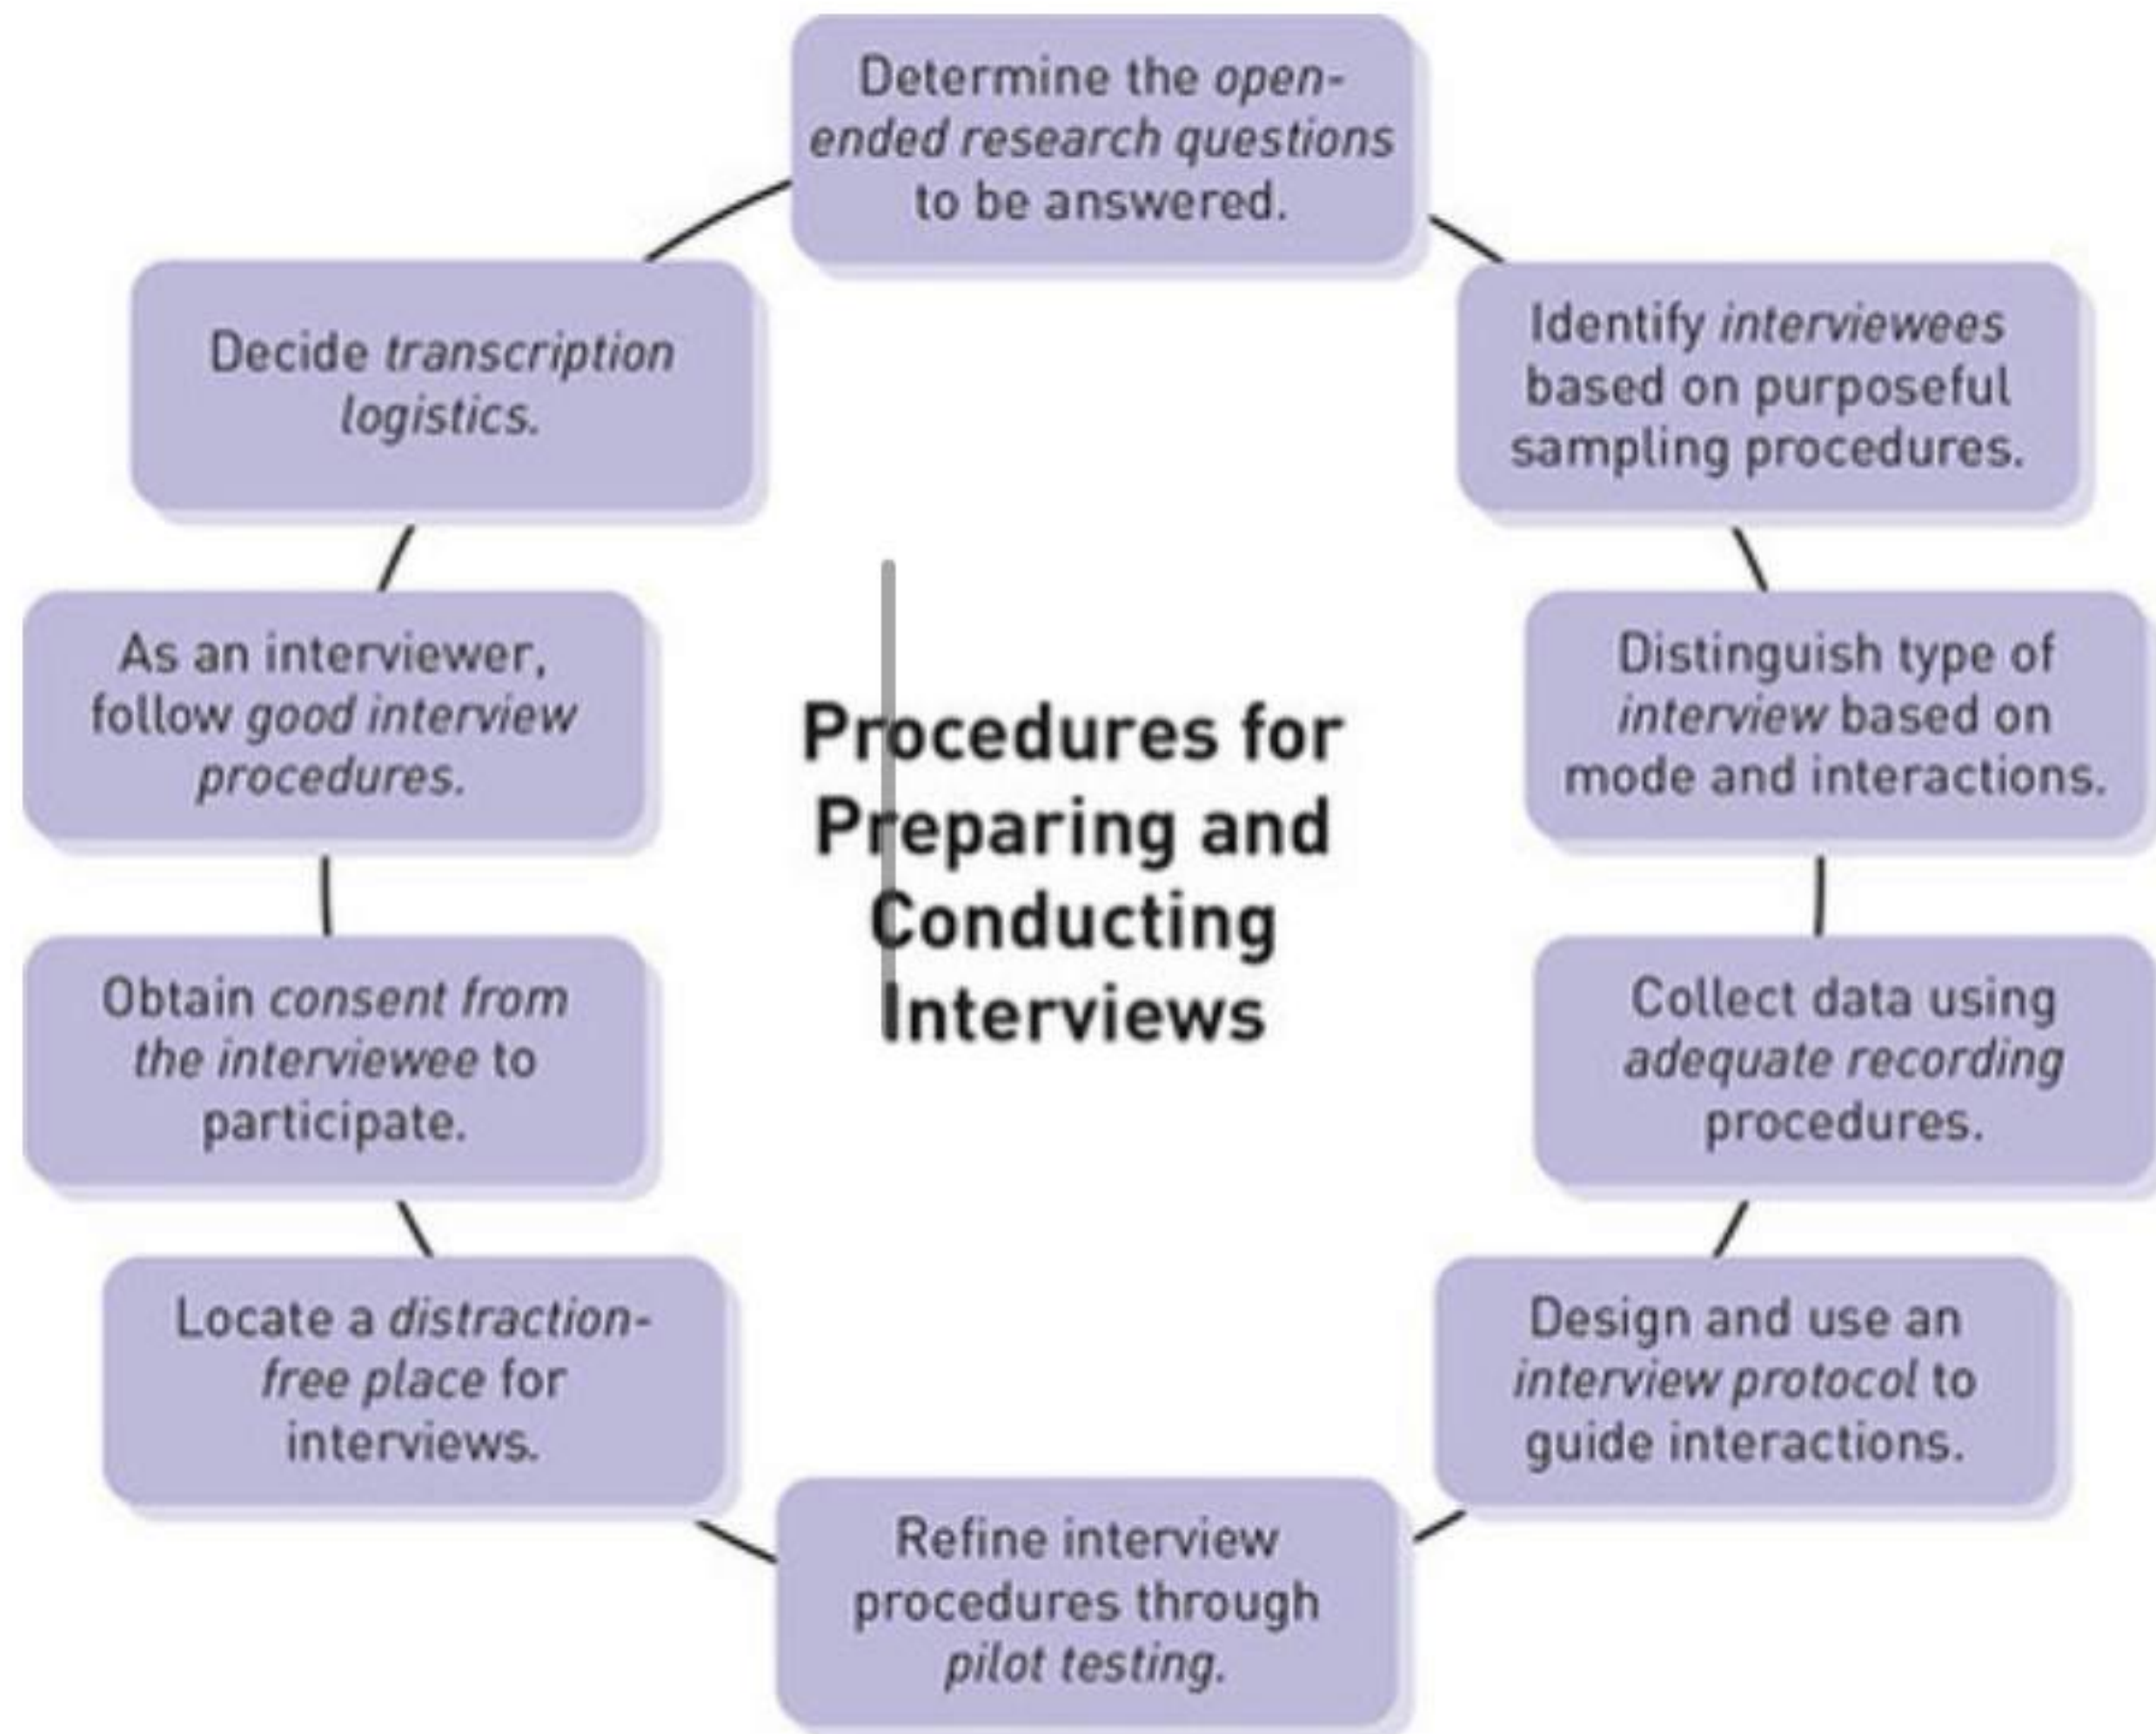 Determine the open-
ended research questions
to be answered.
Identify interviewees
based on purposeful
sampling procedures.
Distinguish type of
interview based on
mode and interactions.
Collect data using
adequate recording
procedures.
Design and use an
interview protocol to
guide interactions.
Refine interview
procedures through
pilot testing.
Locate a distraction-
free place for
interviews.
Obtain consent from
the interviewee to
participate.
As an interviewer,
follow good interview
procedures.
Decide transcription
logistics.
Procedures for
Preparing and
Conducting
Interviews